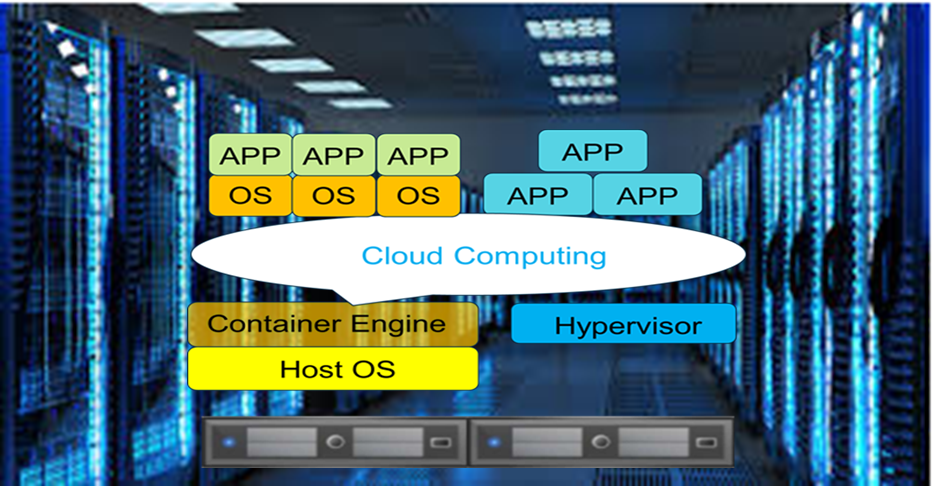 APP APP APP APP
OS OS OS APP APP
Cloud Computing
Container Engine Hypervisor
Host OS